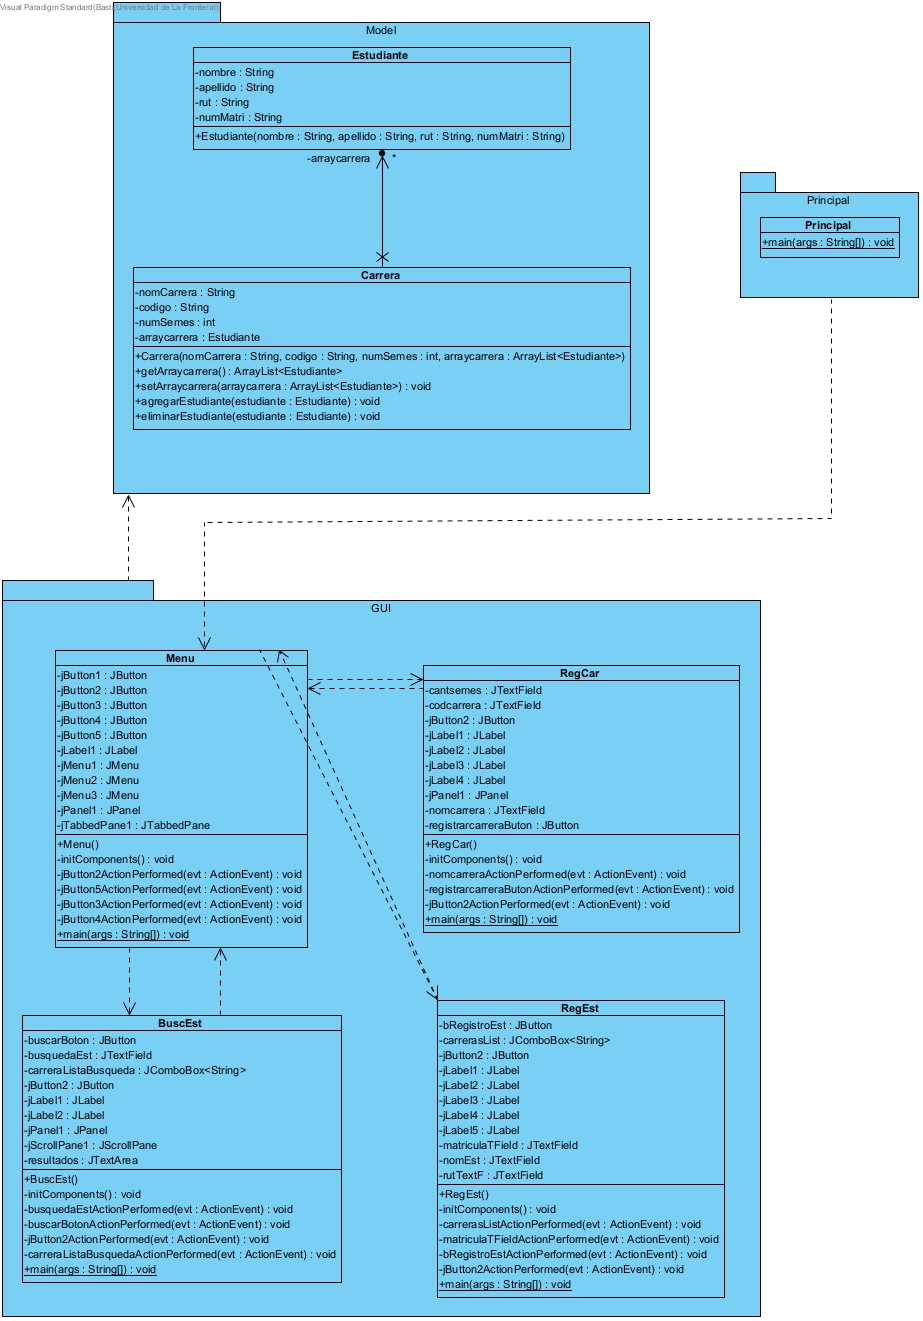 Visual Paradigm Standard(Bast(Universidad de La Frontera))
Model
Estudiante
-nombre : String
-apellido : String
-rut : String
-numMatri : String
+Estudiante(nombre : String, apellido : String, rut : String, numMatri : String)
-arraycarrera *
Carrera
-nomCarrera : String
-codigo : String
-numSemes : int
-arraycarrera : Estudiante
+Carrera(nomCarrera : String, codigo : String, numSemes : int, arraycarrera : ArrayList<Estudiante>)
+getArraycarrera() : ArrayList<Estudiante>
+setArraycarrera(arraycarrera : ArrayList<Estudiante>) : void
+agregarEstudiante(estudiante : Estudiante) : void
+eliminarEstudiante(estudiante : Estudiante) : void
Principal
Principal
+main(args : String[]) : void
GUI
Menu
-jButton1 : JButton
-jButton2 : JButton
-jButton3 : JButton
-jButton4 : JButton
-jButton5 : JButton
-jLabel1 : JLabel
-jMenu1 : JMenu
-jMenu2 : JMenu
-jMenu3 : JMenu
-jPanel1 : JPanel
-jTabbedPane1 : JTabbedPane
+Menu()
-initComponents() : void
-jButton2ActionPerformed(evt : ActionEvent) : void
-jButton5ActionPerformed(evt : ActionEvent) : void
-jButton3ActionPerformed(evt : ActionEvent) : void
-jButton4ActionPerformed(evt : ActionEvent) : void
+main(args : String[]) : void
RegCar
-cantsemes : JTextField
-codcarrera : JTextField
-jButton2 : JButton
-jLabel1 : JLabel
-jLabel2 : JLabel
-jLabel3 : JLabel
-jLabel4 : JLabel
-jPanel1 : JPanel
-nomcarrera : JTextField
-registrarcarreraButon : JButton
+RegCar()
-initComponents() : void
-nomcarreraActionPerformed(evt : ActionEvent) : void
-registrarcarreraButonActionPerformed(evt : ActionEvent) : void
-jButton2ActionPerformed(evt : ActionEvent) : void
+main(args : String[]) : void
BuscEst
-buscarBoton : JButton
-busquedaEst : JTextField
-carreraListaBusqueda : JComboBox<String>
-jButton2 : JButton
-jLabel1 : JLabel
-jLabel2 : JLabel
-jPanel1 : JPanel
-jScrollPane1 : JScrollPane
-resultados : JTextArea
+BuscEst()
-initComponents() : void
-busquedaEstActionPerformed(evt : ActionEvent) : void
-buscarBotonActionPerformed(evt : ActionEvent) : void
-jButton2ActionPerformed(evt : ActionEvent) : void
-carreraListaBusquedaActionPerformed(evt : ActionEvent) : void
+main(args : String[]) : void
RegEst
-bRegistroEst : JButton
-carrerasList : JComboBox<String>
-jButton2 : JButton
-jLabel1 : JLabel
-jLabel2 : JLabel
-jLabel3 : JLabel
-jLabel4 : JLabel
-jLabel5 : JLabel
-matriculaTField : JTextField
-nomEst : JTextField
-rutTextF : JTextField
+RegEst()
-initComponents() : void
-carrerasListActionPerformed(evt : ActionEvent) : void
-matriculaTFieldActionPerformed(evt : ActionEvent) : void
-bRegistroEstActionPerformed(evt : ActionEvent) : void
-jButton2ActionPerformed(evt : ActionEvent) : void
+main(args : String[]) : void